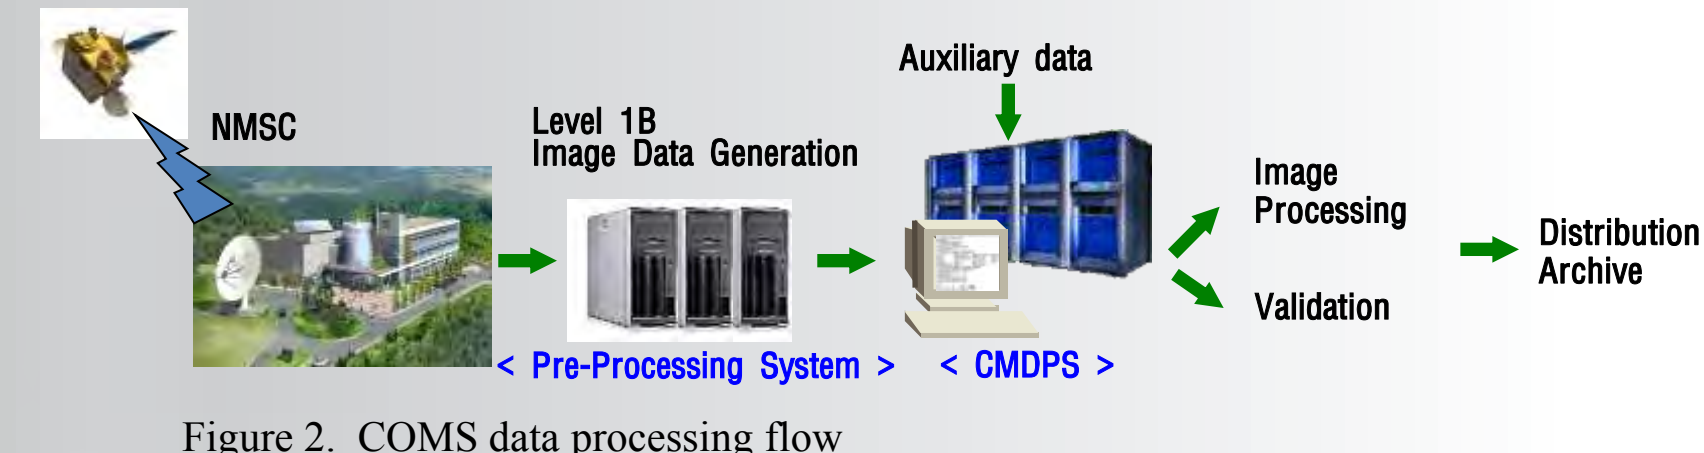 NMSC
Level 1B
Image Data Generation
< Pre-Processing System >
Auxiliary data
< CMDPS >
Image
Processing
Validation
Distribution
Archive
Figure 2. COMS data processing flow